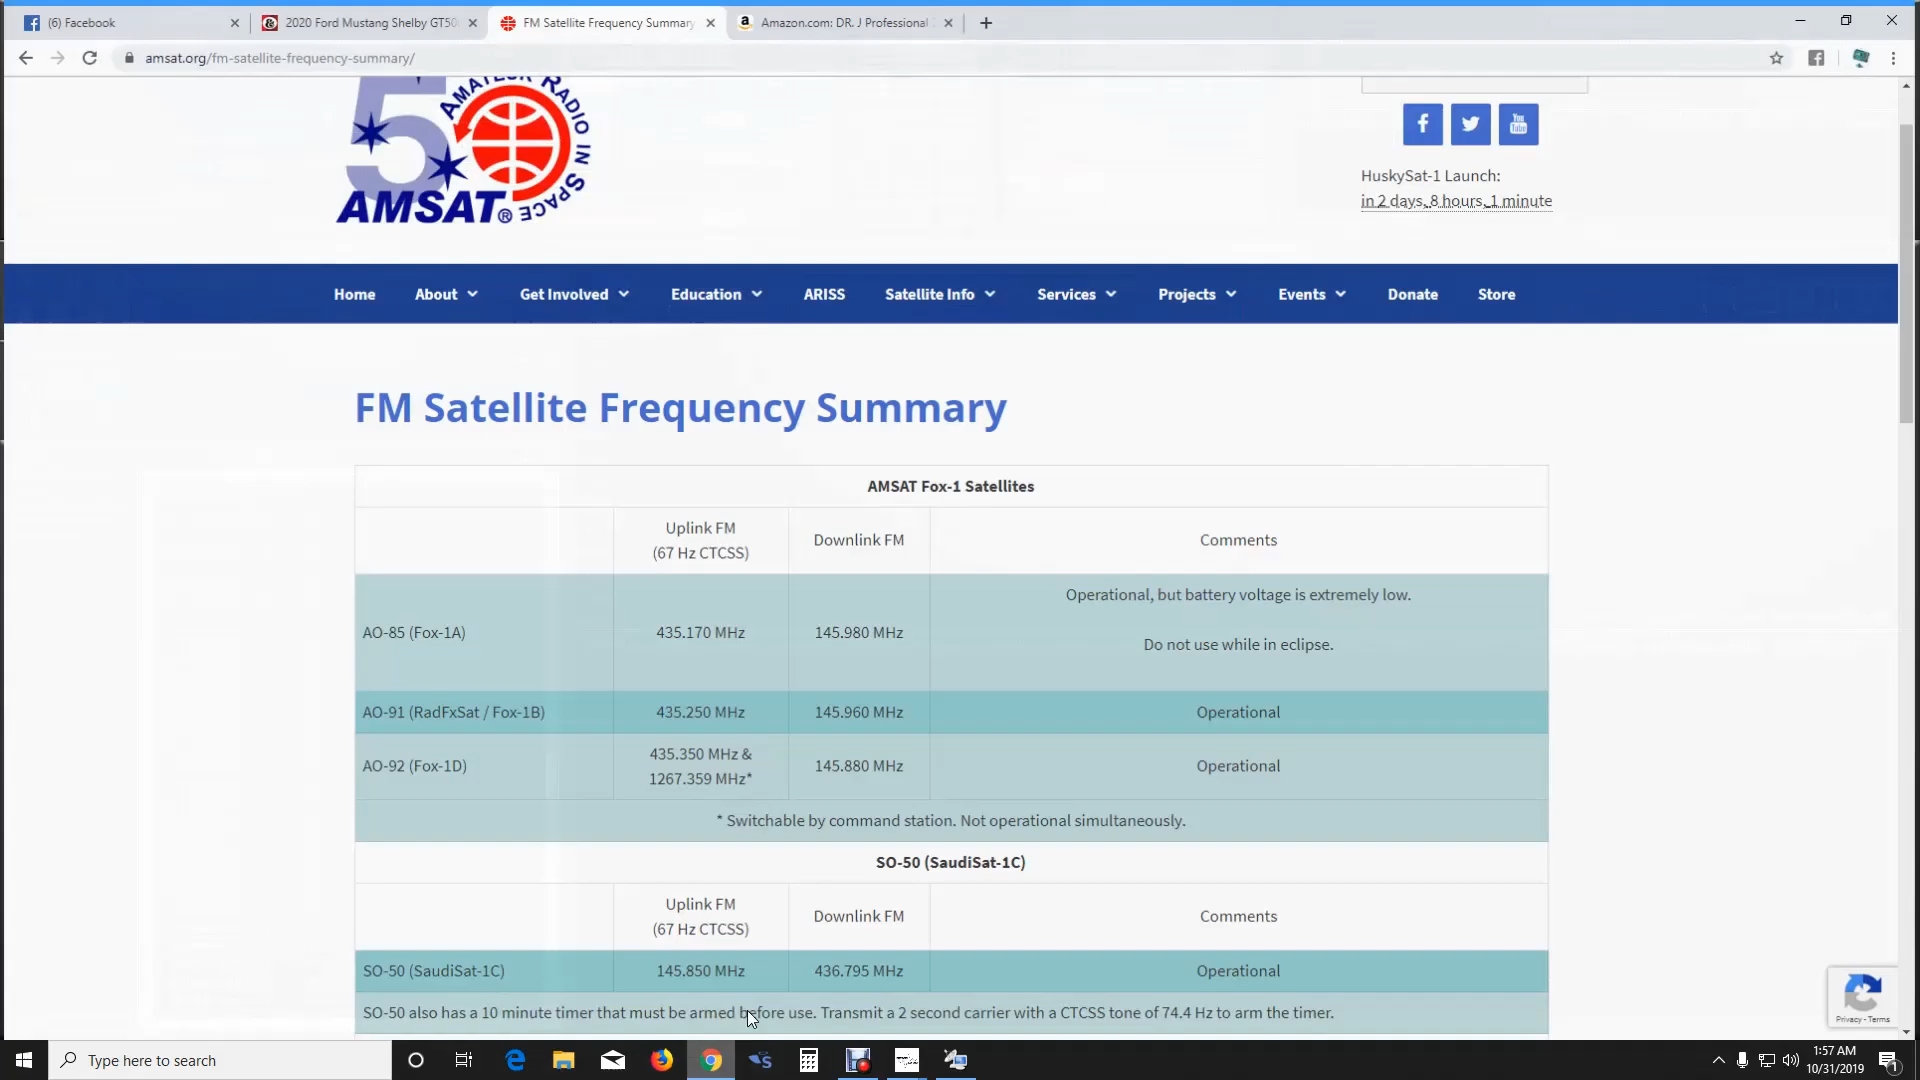 (6) Facebook
2020 Ford Mustang Shelby GT50
FM Satellite Frequency Summary
Amazon.com: DR. J Professional
amsat.org/fm-satellite-frequency-summary/
50
AMATEUR RADIO IN SPACE
AMSAT®
You
Tube
HuskySat-1 Launch:
in 2 days, 8 hours, 1 minute
Home About Get Involved Education ARISS Satellite Info Services Projects Events Donate Store
FM Satellite Frequency Summary
AMSAT Fox-1 Satellites
Uplink FM
(67 Hz CTCSS)
Downlink FM
Comments
AO-85 (Fox-1A)
435.170 MHz
145.980 MHz
Operational, but battery voltage is extremely low.
Do not use while in eclipse.
AO-91 (RadFxSat / Fox-1B)
435.250 MHz
145.960 MHz
Operational
AO-92 (Fox-1D)
435.350 MHz &
1267.359 MHz*
145.880 MHz
Operational
* Switchable by command station. Not operational simultaneously.
SO-50 (SaudiSat-1C)
Uplink FM
(67 Hz CTCSS)
Downlink FM
Comments
SO-50 (SaudiSat-1C)
145.850 MHz
436.795 MHz
Operational
SO-50 also has a 10 minute timer that must be armed before use. Transmit a 2 second carrier with a CTCSS tone of 74.4 Hz to arm the timer.
Privacy - Terms
Type here to search
1:57 AM
10/31/2019
1